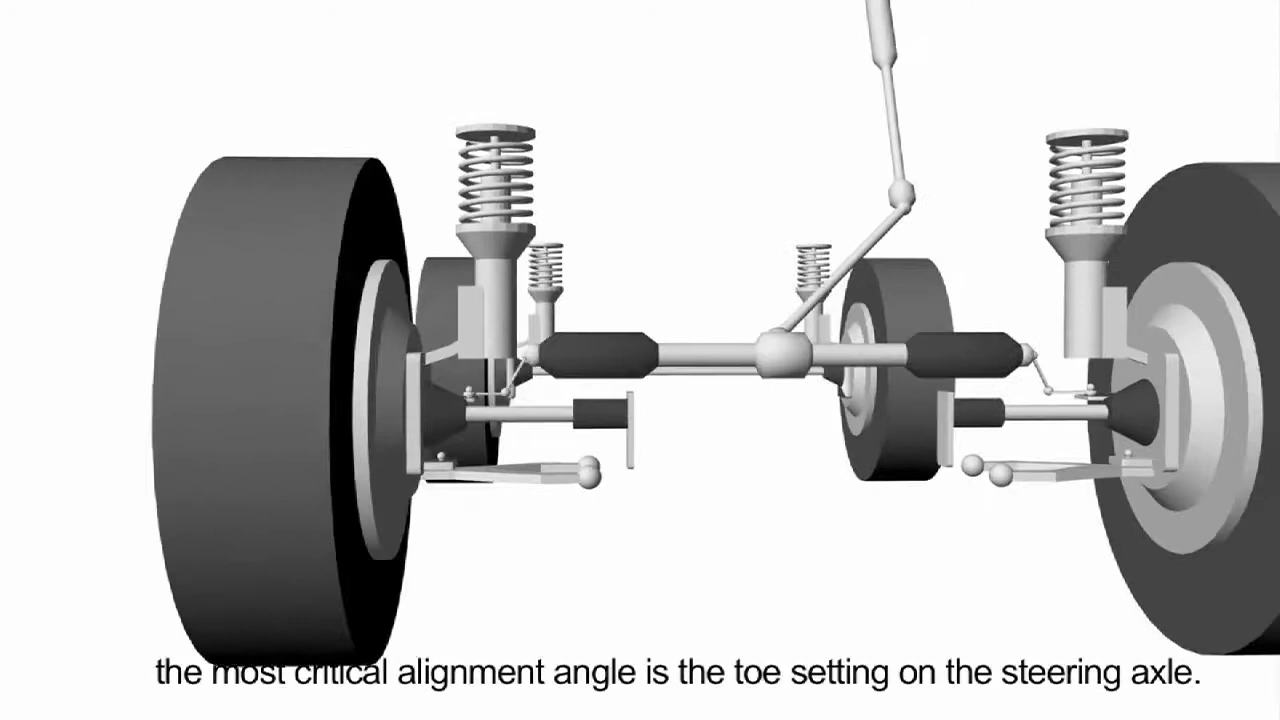 the most critical alignment angle is the toe setting on the steering axle.